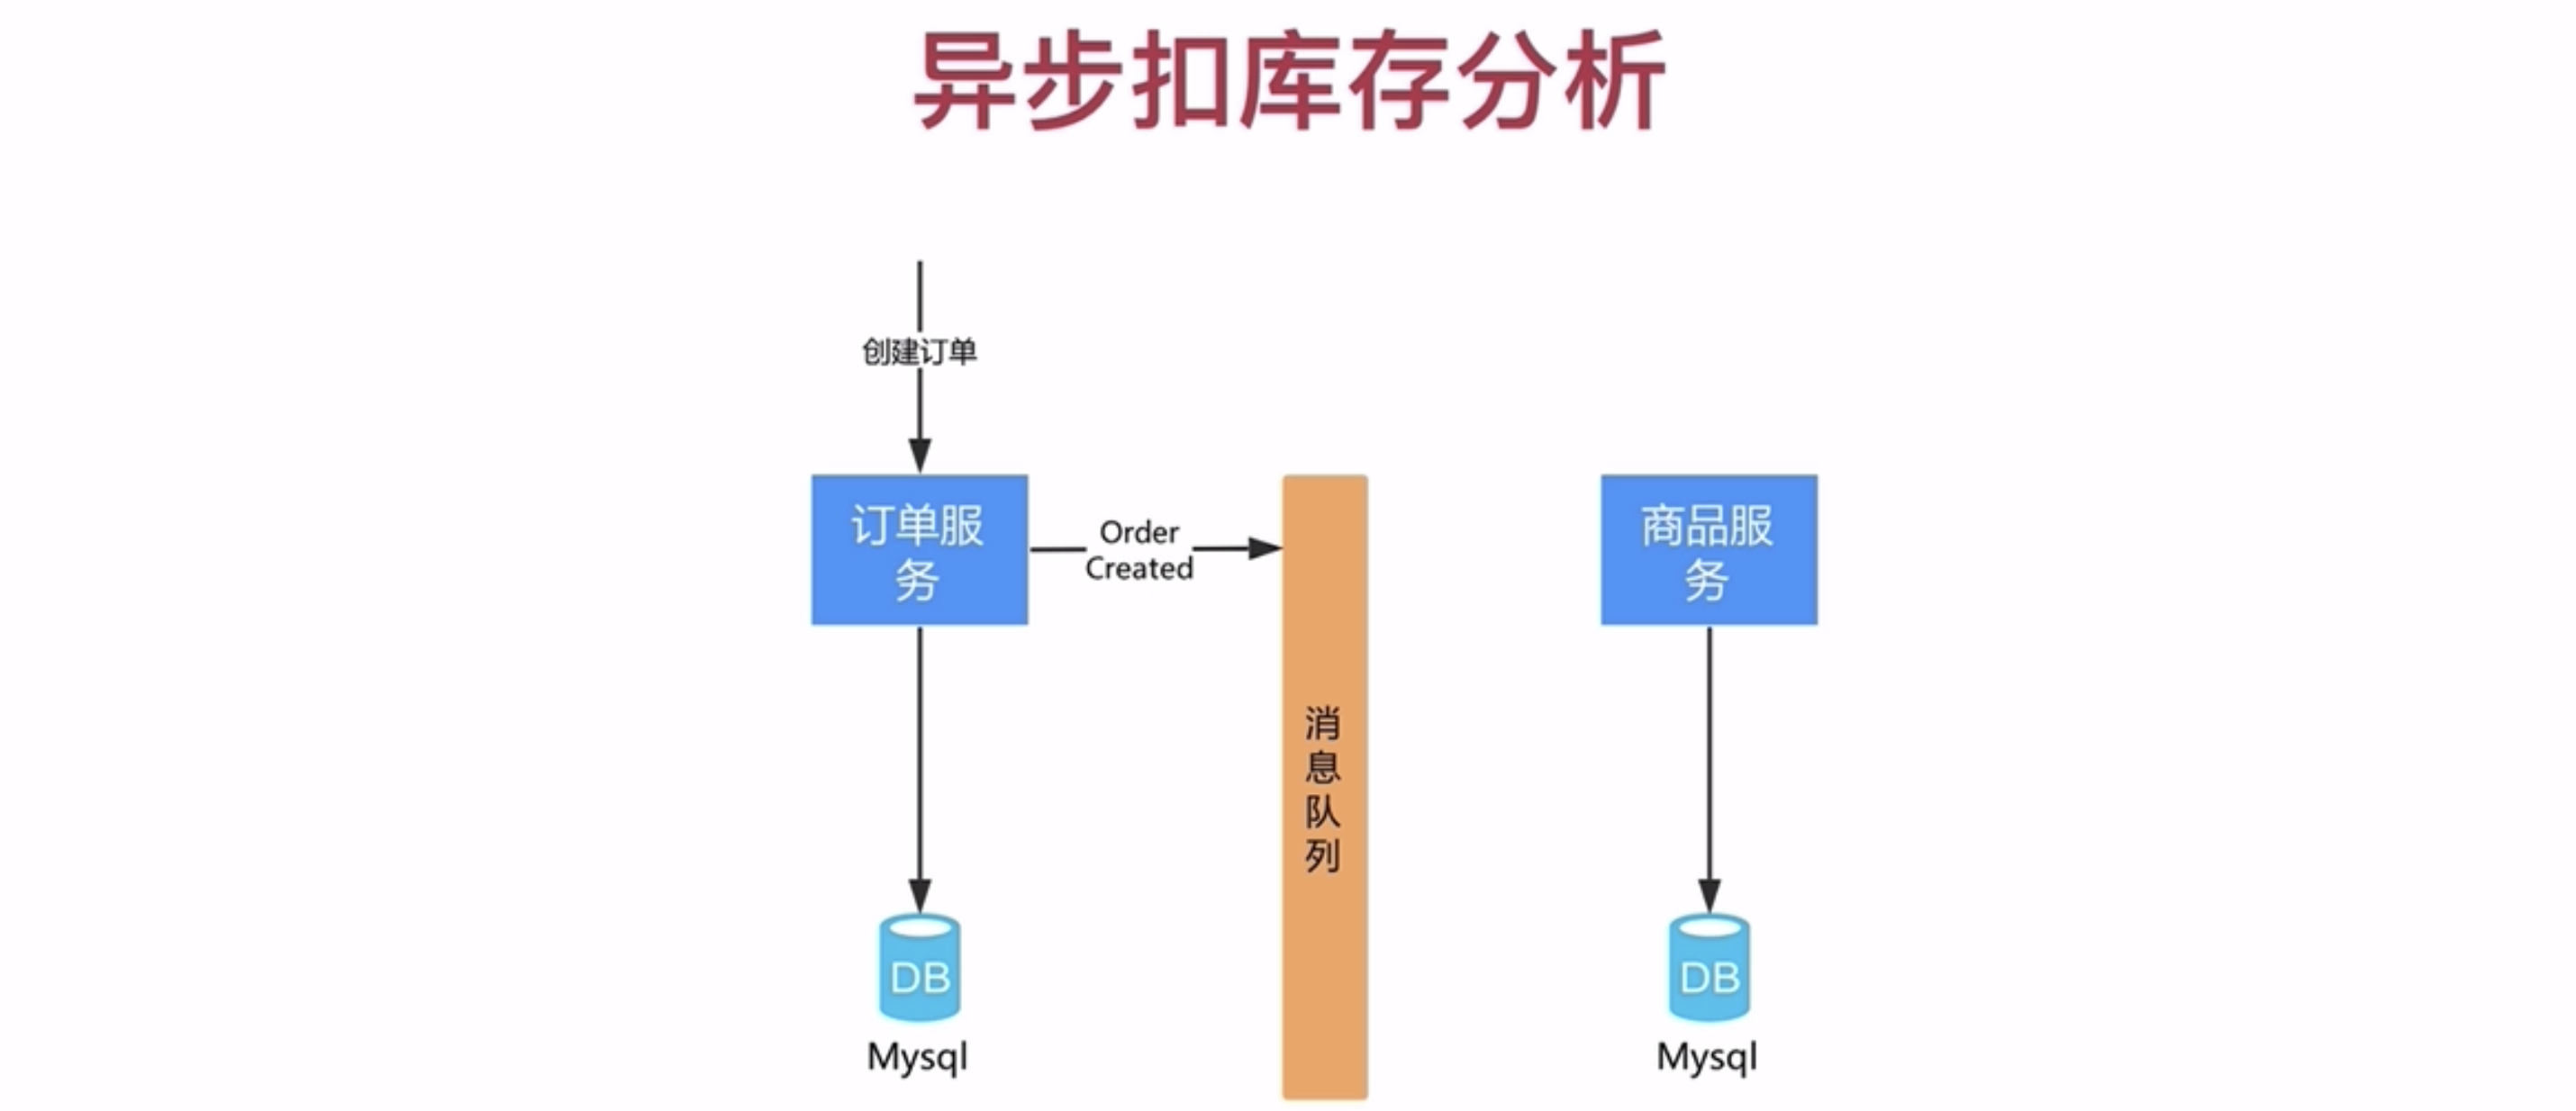 异步扣库存分析
创建订单
订单服
务
Order
Created
商品服
务
消
息
队
列
DB
Mysql
DB
Mysql